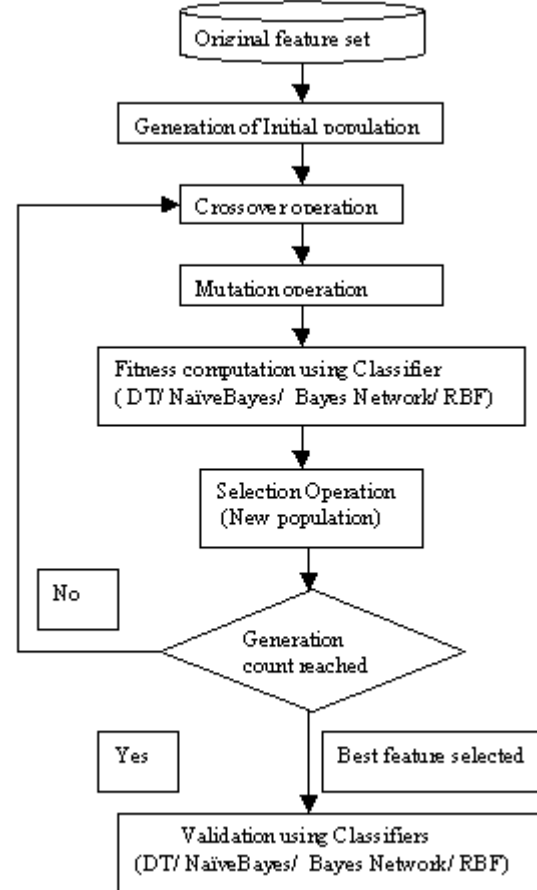 Original feature set
Generation of Initial population
Crossover operation
Mutation operation
Fitness computation using Classifier
( DT/ NaïveBayes/ Bayes Network/ RBF)
Selection Operation
(New population)
No
Generation
count reached
Yes
Best feature selected
Validation using Classifiers
(DT/ NaïveBayes/ Bayes Network/ RBF)